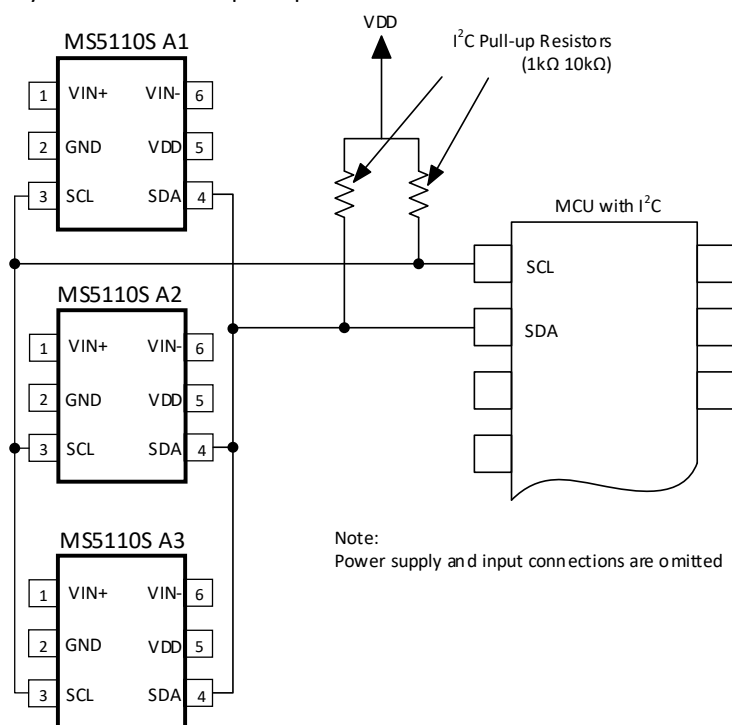 VDD
I²C Pull-up Resistors
(1kΩ 10kΩ)
MS5110S A1
1 VIN+ VIN- 6
2 GND VDD 5
3 SCL SDA 4
MCU with I²C
SCL
SDA
MS5110S A2
1 VIN+ VIN- 6
2 GND VDD 5
3 SCL SDA 4
Note:
Power supply and input connections are omitted
MS5110S A3
1 VIN+ VIN- 6
2 GND VDD 5
3 SCL SDA 4